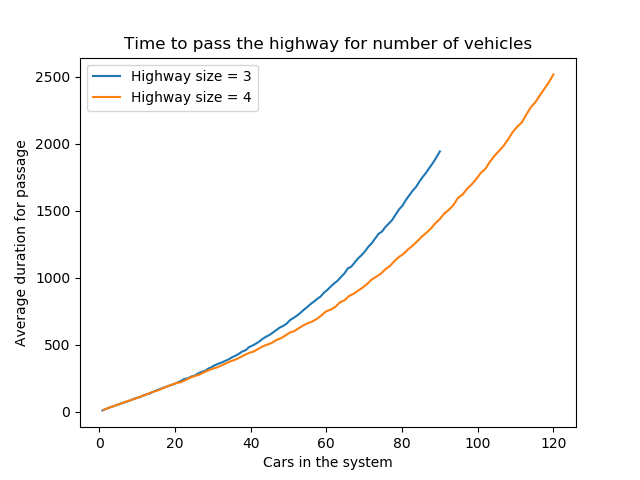 Time to pass the highway for number of vehicles
Highway size = 3
Highway size = 4
2500
2000
1500
1000
500
0
Average duration for passage
0 20 40 60 80 100 120
Cars in the system